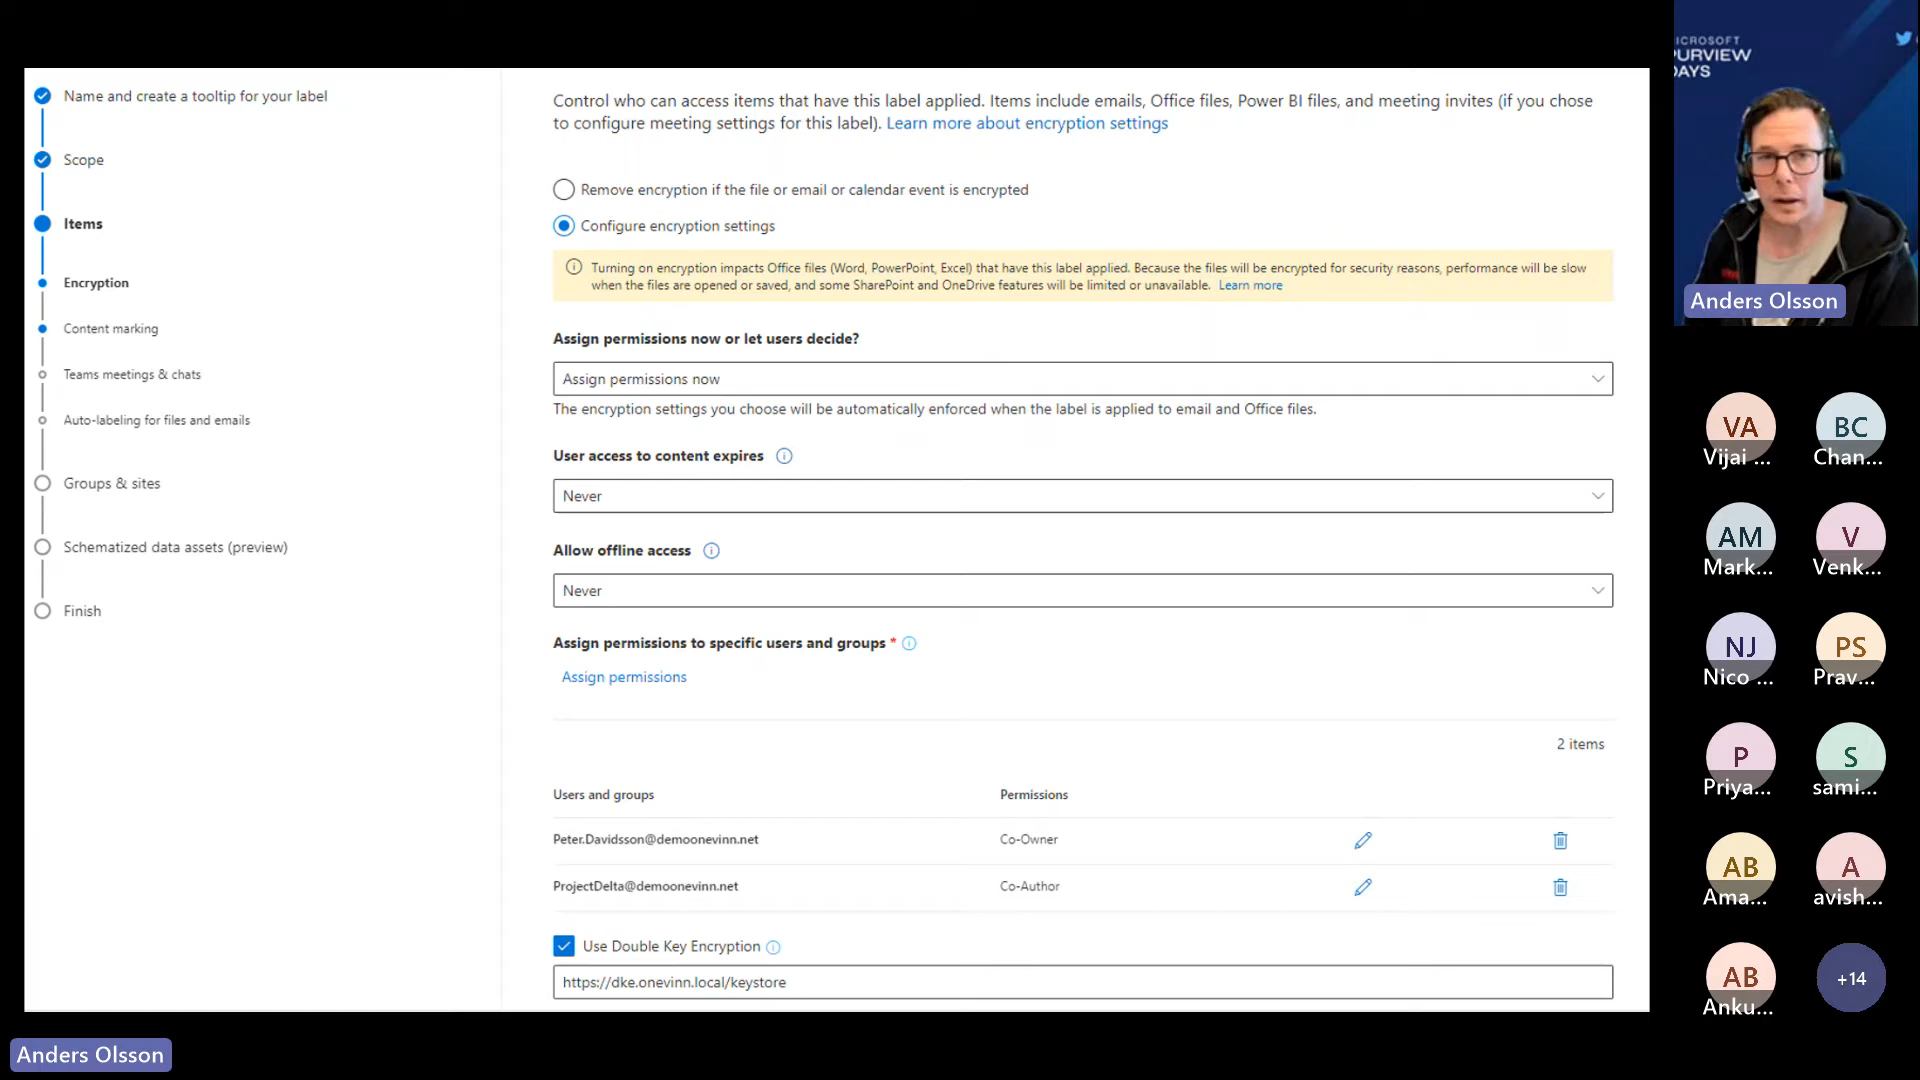 Name and create a tooltip for your label
Scope
Items
Encryption
Content marking
Teams meetings & chats
Auto-labeling for files and emails
Groups & sites
Schematized data assets (preview)
Finish
Control who can access items that have this label applied. Items include emails, Office files, Power BI files, and meeting invites (if you chose
to configure meeting settings for this label). Learn more about encryption settings
Remove encryption if the file or email or calendar event is encrypted
Configure encryption settings
Turning on encryption impacts Office files (Word, PowerPoint, Excel) that have this label applied. Because the files will be encrypted for security reasons, performance will be slow
when the files are opened or saved, and some SharePoint and OneDrive features will be limited or unavailable. Learn more
Assign permissions now or let users decide?
Assign permissions now
The encryption settings you choose will be automatically enforced when the label is applied to email and Office files.
User access to content expires
Never
Allow offline access
Never
Assign permissions to specific users and groups *
Assign permissions
2 items
Users and groups Permissions
Peter.Davidsson@demoonevinn.net Co-Owner
ProjectDelta@demoonevinn.net Co-Author
Use Double Key Encryption
https://dke.onevinn.local/keystore
ICROSOFT
PURVIEW
DAYS
Anders Olsson
VA BC
Vijai ... Chan...
AM V
Mark... Venk...
NJ PS
Nico ... Prav...
P S
Priya... sami...
AB A
Ama... avish...
AB +14
Anku...
Anders Olsson